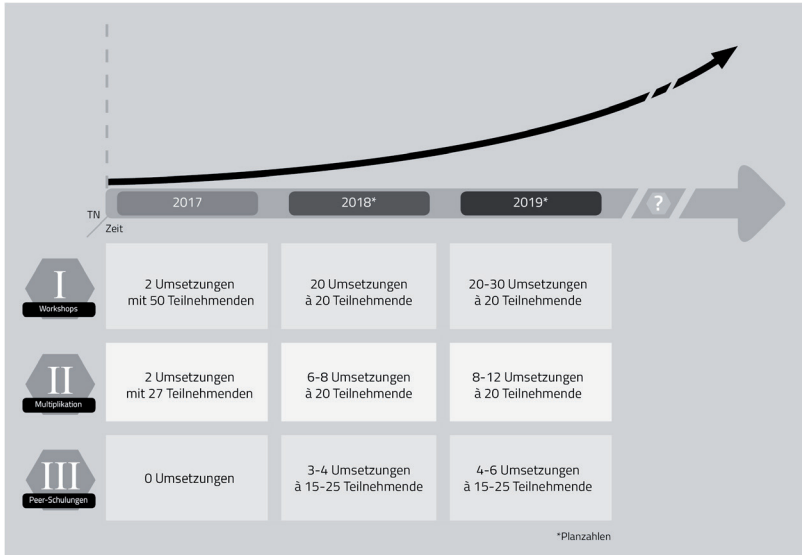 2017
2018*
2019*
?
TN
Zeit
I
Workshops
2 Umsetzungen
mit 50 Teilnehmenden
20 Umsetzungen
à 20 Teilnehmende
20-30 Umsetzungen
à 20 Teilnehmende
II
Multiplikation
2 Umsetzungen
mit 27 Teilnehmenden
6-8 Umsetzungen
à 20 Teilnehmende
8-12 Umsetzungen
à 20 Teilnehmende
III
Peer-Schulungen
0 Umsetzungen
3-4 Umsetzungen
à 15-25 Teilnehmende
4-6 Umsetzungen
à 15-25 Teilnehmende
*Planzahlen